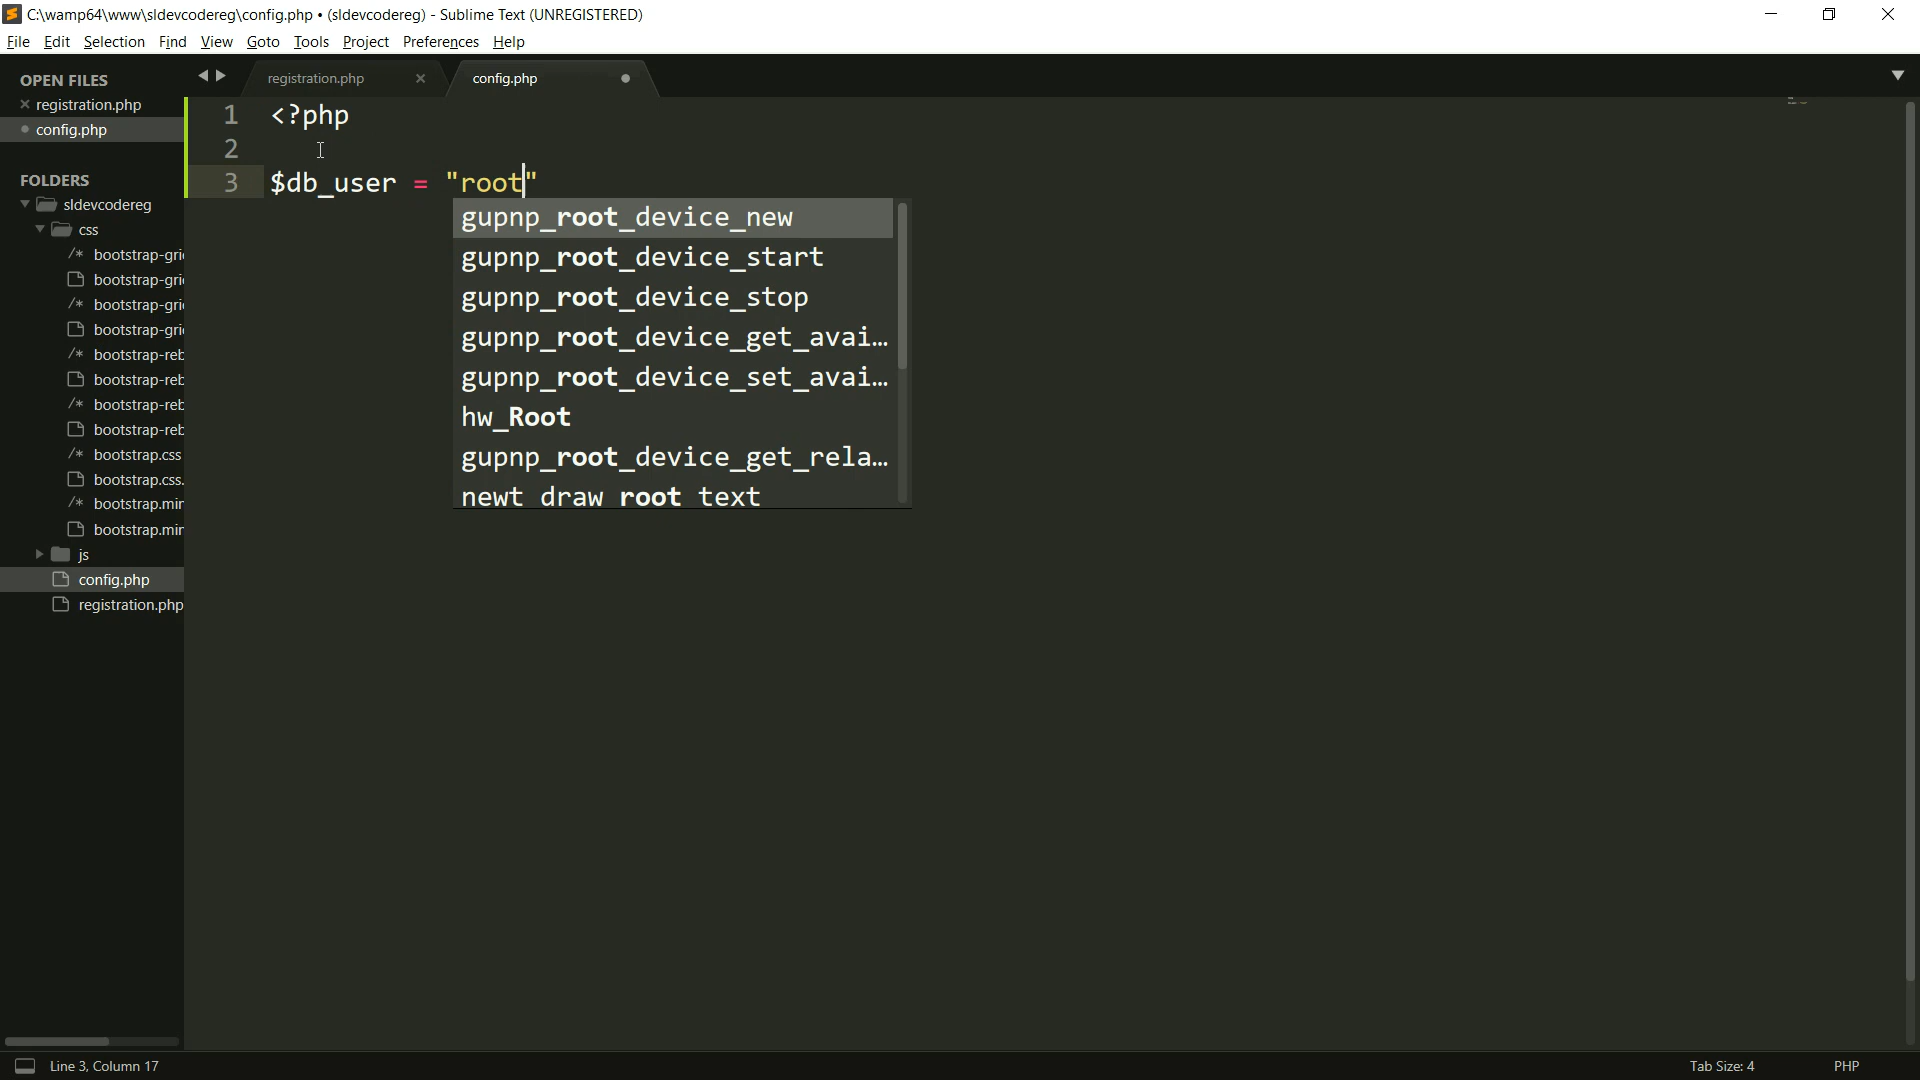 C:\wamp64\www\sldevcodereg\config.php • (sldevcodereg) - Sublime Text (UNREGISTERED)
File Edit Selection Find View Goto Tools Project Preferences Help
OPEN FILES
registration.php
config.php
FOLDERS
sldevcodereg
css
/* bootstrap-gri
bootstrap-gri
/* bootstrap-gri
bootstrap-gri
/* bootstrap-reb
bootstrap-reb
/* bootstrap-reb
bootstrap-reb
/* bootstrap.css
bootstrap.css.
/* bootstrap.min
bootstrap.min
js
config.php
registration.php
registration.php
config.php
1 <?php
2
3 $db_user = "root"
gupnp_root_device_new
gupnp_root_device_start
gupnp_root_device_stop
gupnp_root_device_get_avai…
gupnp_root_device_set_avai…
hw_Root
gupnp_root_device_get_rela…
newt_draw_root_text
Line 3, Column 17
Tab Size: 4
PHP